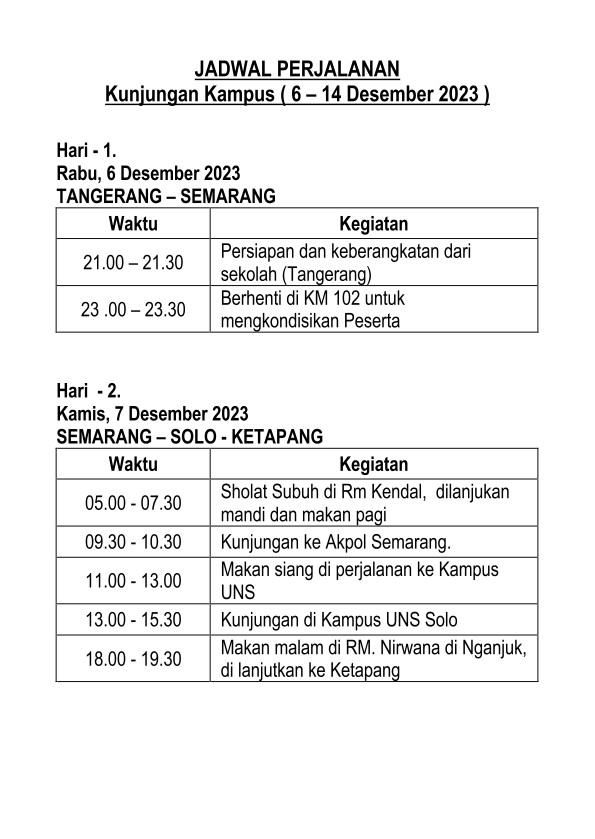 JADWAL PERJALANAN
Kunjungan Kampus ( 6 – 14 Desember 2023 )
Hari - 1.
Rabu, 6 Desember 2023
TANGERANG – SEMARANG
Waktu Kegiatan
21.00 – 21.30 Persiapan dan keberangkatan dari
sekolah (Tangerang)
23 .00 – 23.30 Berhenti di KM 102 untuk
mengkondisikan Peserta
Hari - 2.
Kamis, 7 Desember 2023
SEMARANG – SOLO - KETAPANG
Waktu Kegiatan
05.00 - 07.30 Sholat Subuh di Rm Kendal, dilanjukan
mandi dan makan pagi
09.30 - 10.30 Kunjungan ke Akpol Semarang.
11.00 - 13.00 Makan siang di perjalanan ke Kampus
UNS
13.00 - 15.30 Kunjungan di Kampus UNS Solo
18.00 - 19.30 Makan malam di RM. Nirwana di Nganjuk,
di lanjutkan ke Ketapang